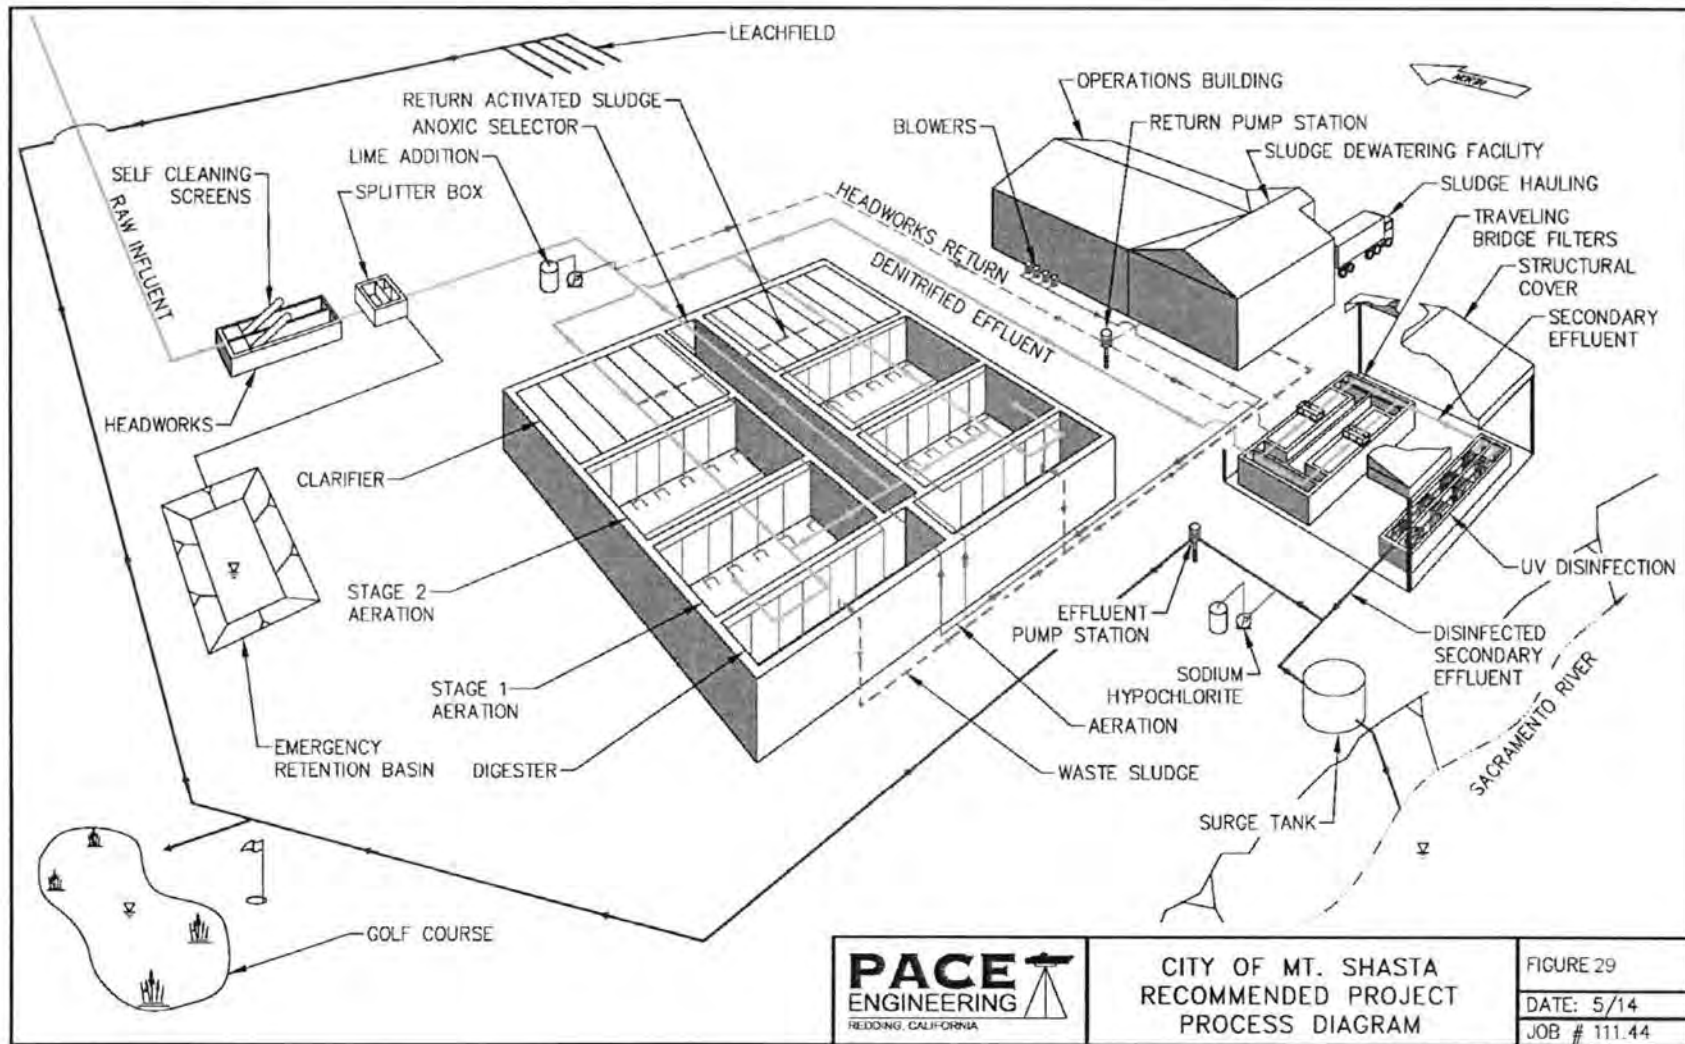 LEACHFIELD
RETURN ACTIVATED SLUDGE
ANOXIC SELECTOR
LIME ADDITION
SELF CLEANING
SCREENS
SPLITTER BOX
RAW INFLUENT
HEADWORKS
OPERATIONS BUILDING
BLOWERS
RETURN PUMP STATION
SLUDGE DEWATERING FACILITY
SLUDGE HAULING
TRAVELING
BRIDGE FILTERS
STRUCTURAL
COVER
SECONDARY
EFFLUENT
HEADWORKS RETURN
DENITRIFIED EFFLUENT
CLARIFIER
STAGE 2
AERATION
STAGE 1
AERATION
EMERGENCY
RETENTION BASIN
DIGESTER
UV DISINFECTION
EFFLUENT
PUMP STATION
SODIUM
HYPOCHLORITE
DISINFECTED
SECONDARY
EFFLUENT
AERATION
WASTE SLUDGE
SURGE TANK
SACRAMENTO RIVER
GOLF COURSE
PACE
ENGINEERING
REDDING, CALIFORNIA
CITY OF MT. SHASTA
RECOMMENDED PROJECT
PROCESS DIAGRAM
FIGURE 29
DATE: 5/14
JOB # 111.44